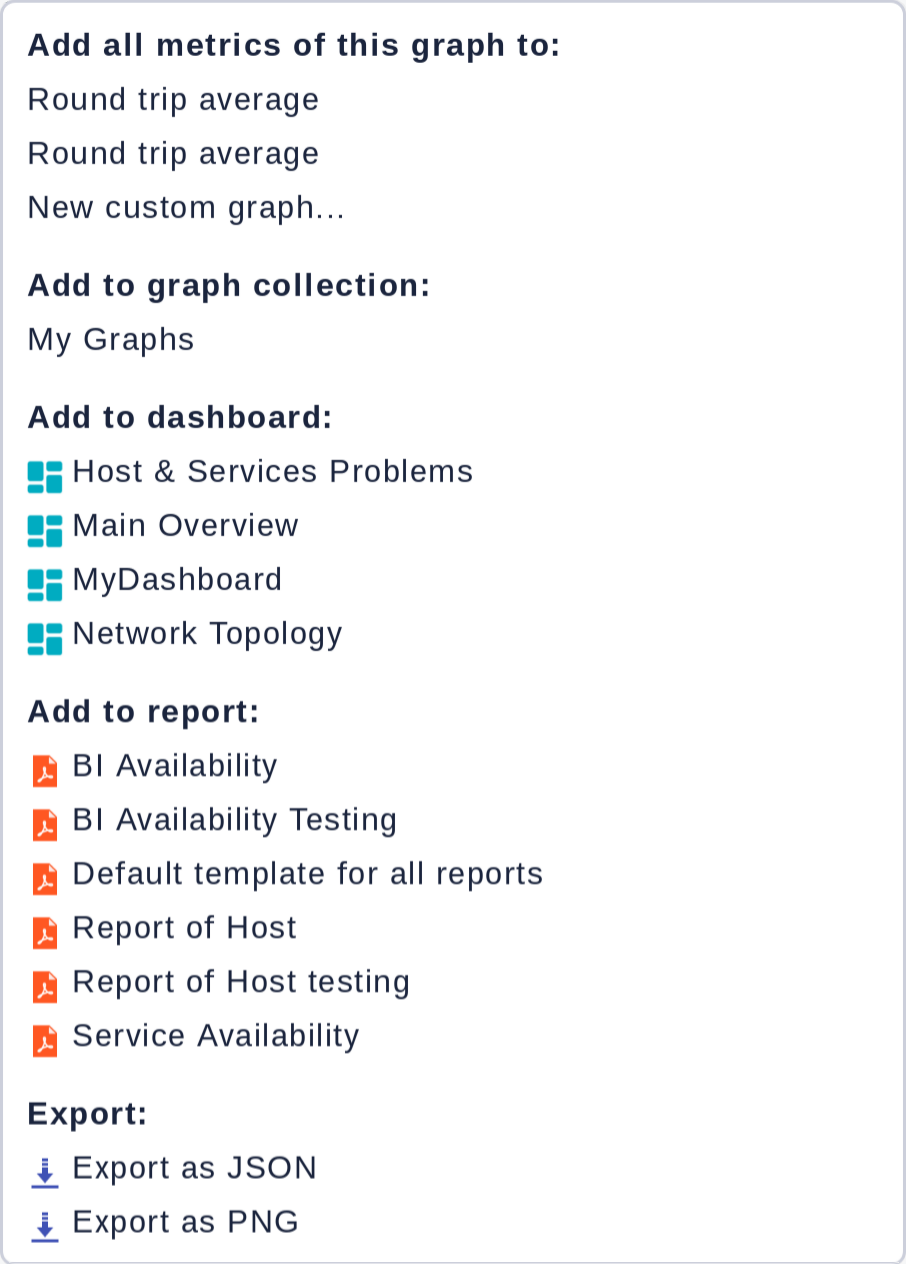 Add all metrics of this graph to:
Round trip average
Round trip average
New custom graph...
Add to graph collection:
My Graphs
Add to dashboard:
Host & Services Problems
Main Overview
MyDashboard
Network Topology
Add to report:
BI Availability
BI Availability Testing
Default template for all reports
Report of Host
Report of Host testing
Service Availability
Export:
Export as JSON
Export as PNG